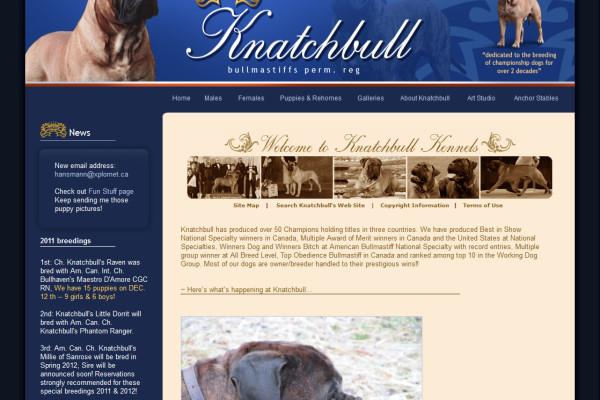 Knatchbull
bullmastiffs perm. reg
"dedicated to the breeding
of championship dogs for
over 2 decades"
Home Males Females Puppies & Rehomes Galleries About Knatchbull Art Studio Anchor Stables
News
New email address:
hansmann@xplornet.ca
Check out Fun Stuff page
Keep sending me those
puppy pictures!
2011 breedings
1st: Ch. Knatchbull's Raven was
bred with Am. Can. Int. Ch.
Bullhaven's Maestro D'Amore CGC
RN, We have 15 puppies on DEC.
12 th – 9 girls & 6 boys!
2nd: Knatchbull's Little Dorrit will
bred with Am. Can. Ch.
Knatchbull's Phantom Ranger.
3rd: Am. Can. Ch. Knatchbull's
Millie of Sanrose will be bred in
Spring 2012, Sire will be
announced soon! Reservations
strongly recommended for these
special breedings 2011 & 2012!
Welcome to Knatchbull Kennels
Site Map | Search Knatchbull's Web Site | Copyright Information | Terms of Use
Knatchbull has produced over 50 Champions holding titles in three countries. We have produced Best in Show
National Specialty winners in Canada, Multiple Award of Merit winners in Canada and the United States at National
Specialties, Winners Dog and Winners Bitch at American Bullmastiff National Specialty with record entries, Multiple
group winner at All Breed Level, Top Obedience Bullmastiff in Canada and ranked among top 10 in the Working Dog
Group. Most of our dogs are owner/breeder handled to their prestigious wins!!
~ Here's what's happening at Knatchbull...